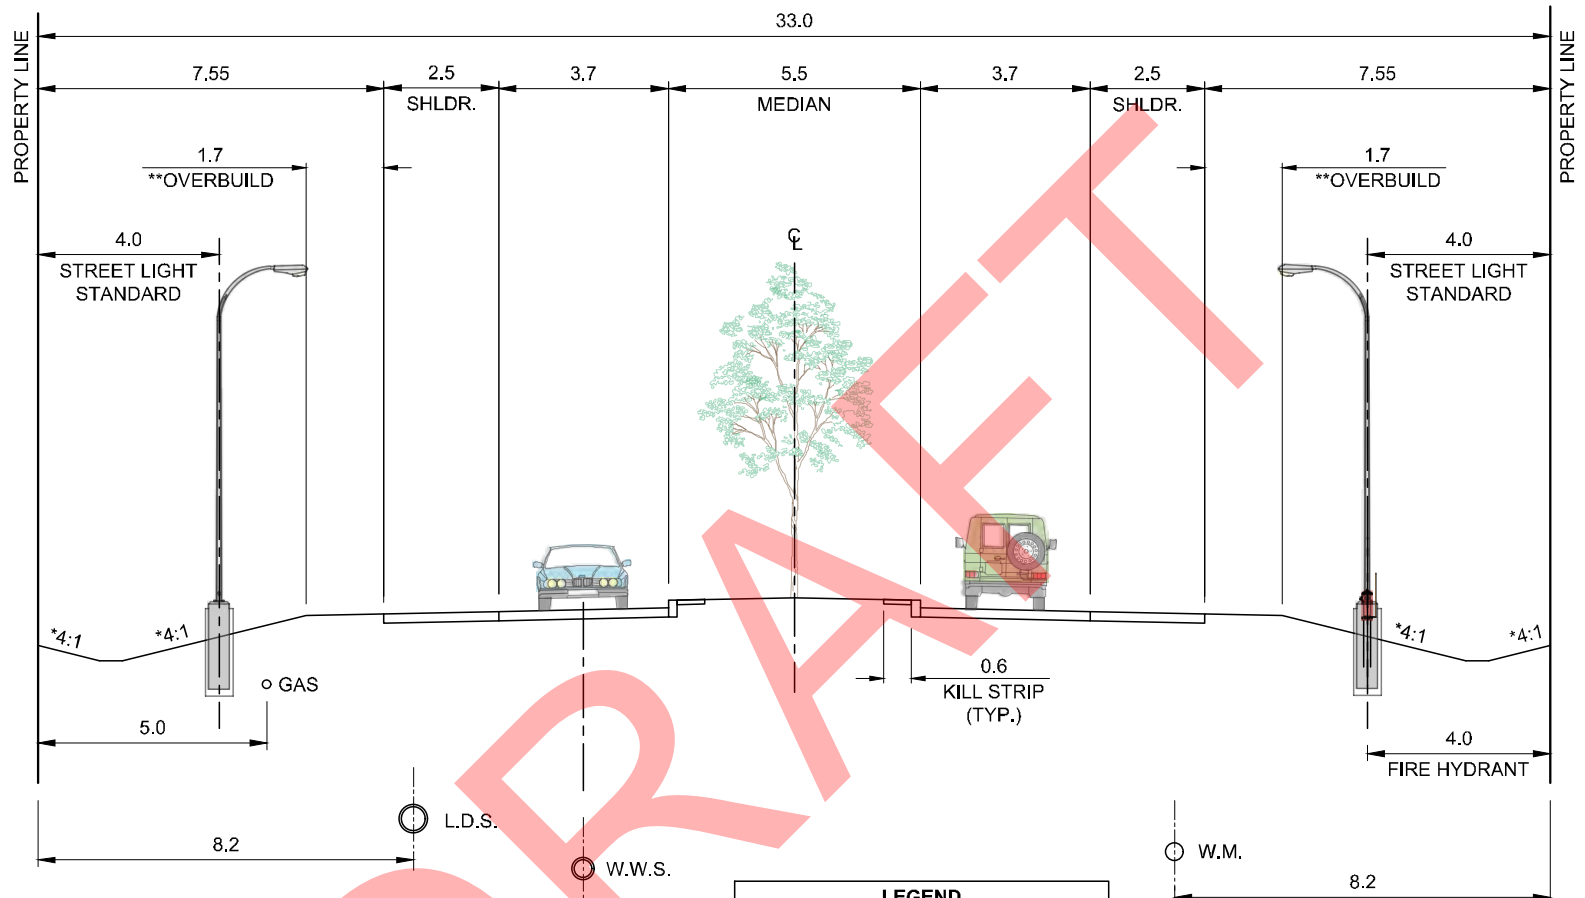 33.0
PROPERTY LINE
PROPERTY LINE
7.55
2.5
3.7
5.5
3.7
2.5
7.55
SHLDR.
MEDIAN
SHLDR.
1.7
**OVERBUILD
1.7
**OVERBUILD
4.0
STREET LIGHT
STANDARD
℄
4.0
STREET LIGHT
STANDARD
*4:1
*4:1
*4:1
*4:1
GAS
0.6
KILL STRIP
(TYP.)
5.0
4.0
FIRE HYDRANT
L.D.S.
8.2
W.W.S.
W.M.
8.2
LEGEND
DRAFT